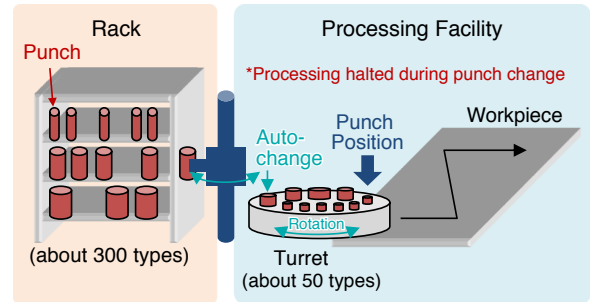 Rack
Punch
(about 300 types)
Processing Facility
*Processing halted during punch change
Workpiece
Punch
Position
Auto-
change
Rotation
Turret
(about 50 types)